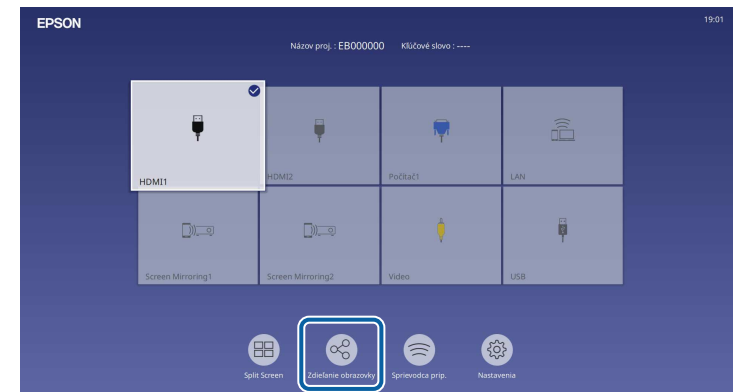 EPSON
19:01
Názov proj. : EB000000 Kľúčové slovo : ----
HDMI1
HDMI2
Počítač1
LAN
Screen Mirroring1
Screen Mirroring2
Video
USB
Split Screen
Zdieľanie obrazovky
Sprievodca prip.
Nastavenia